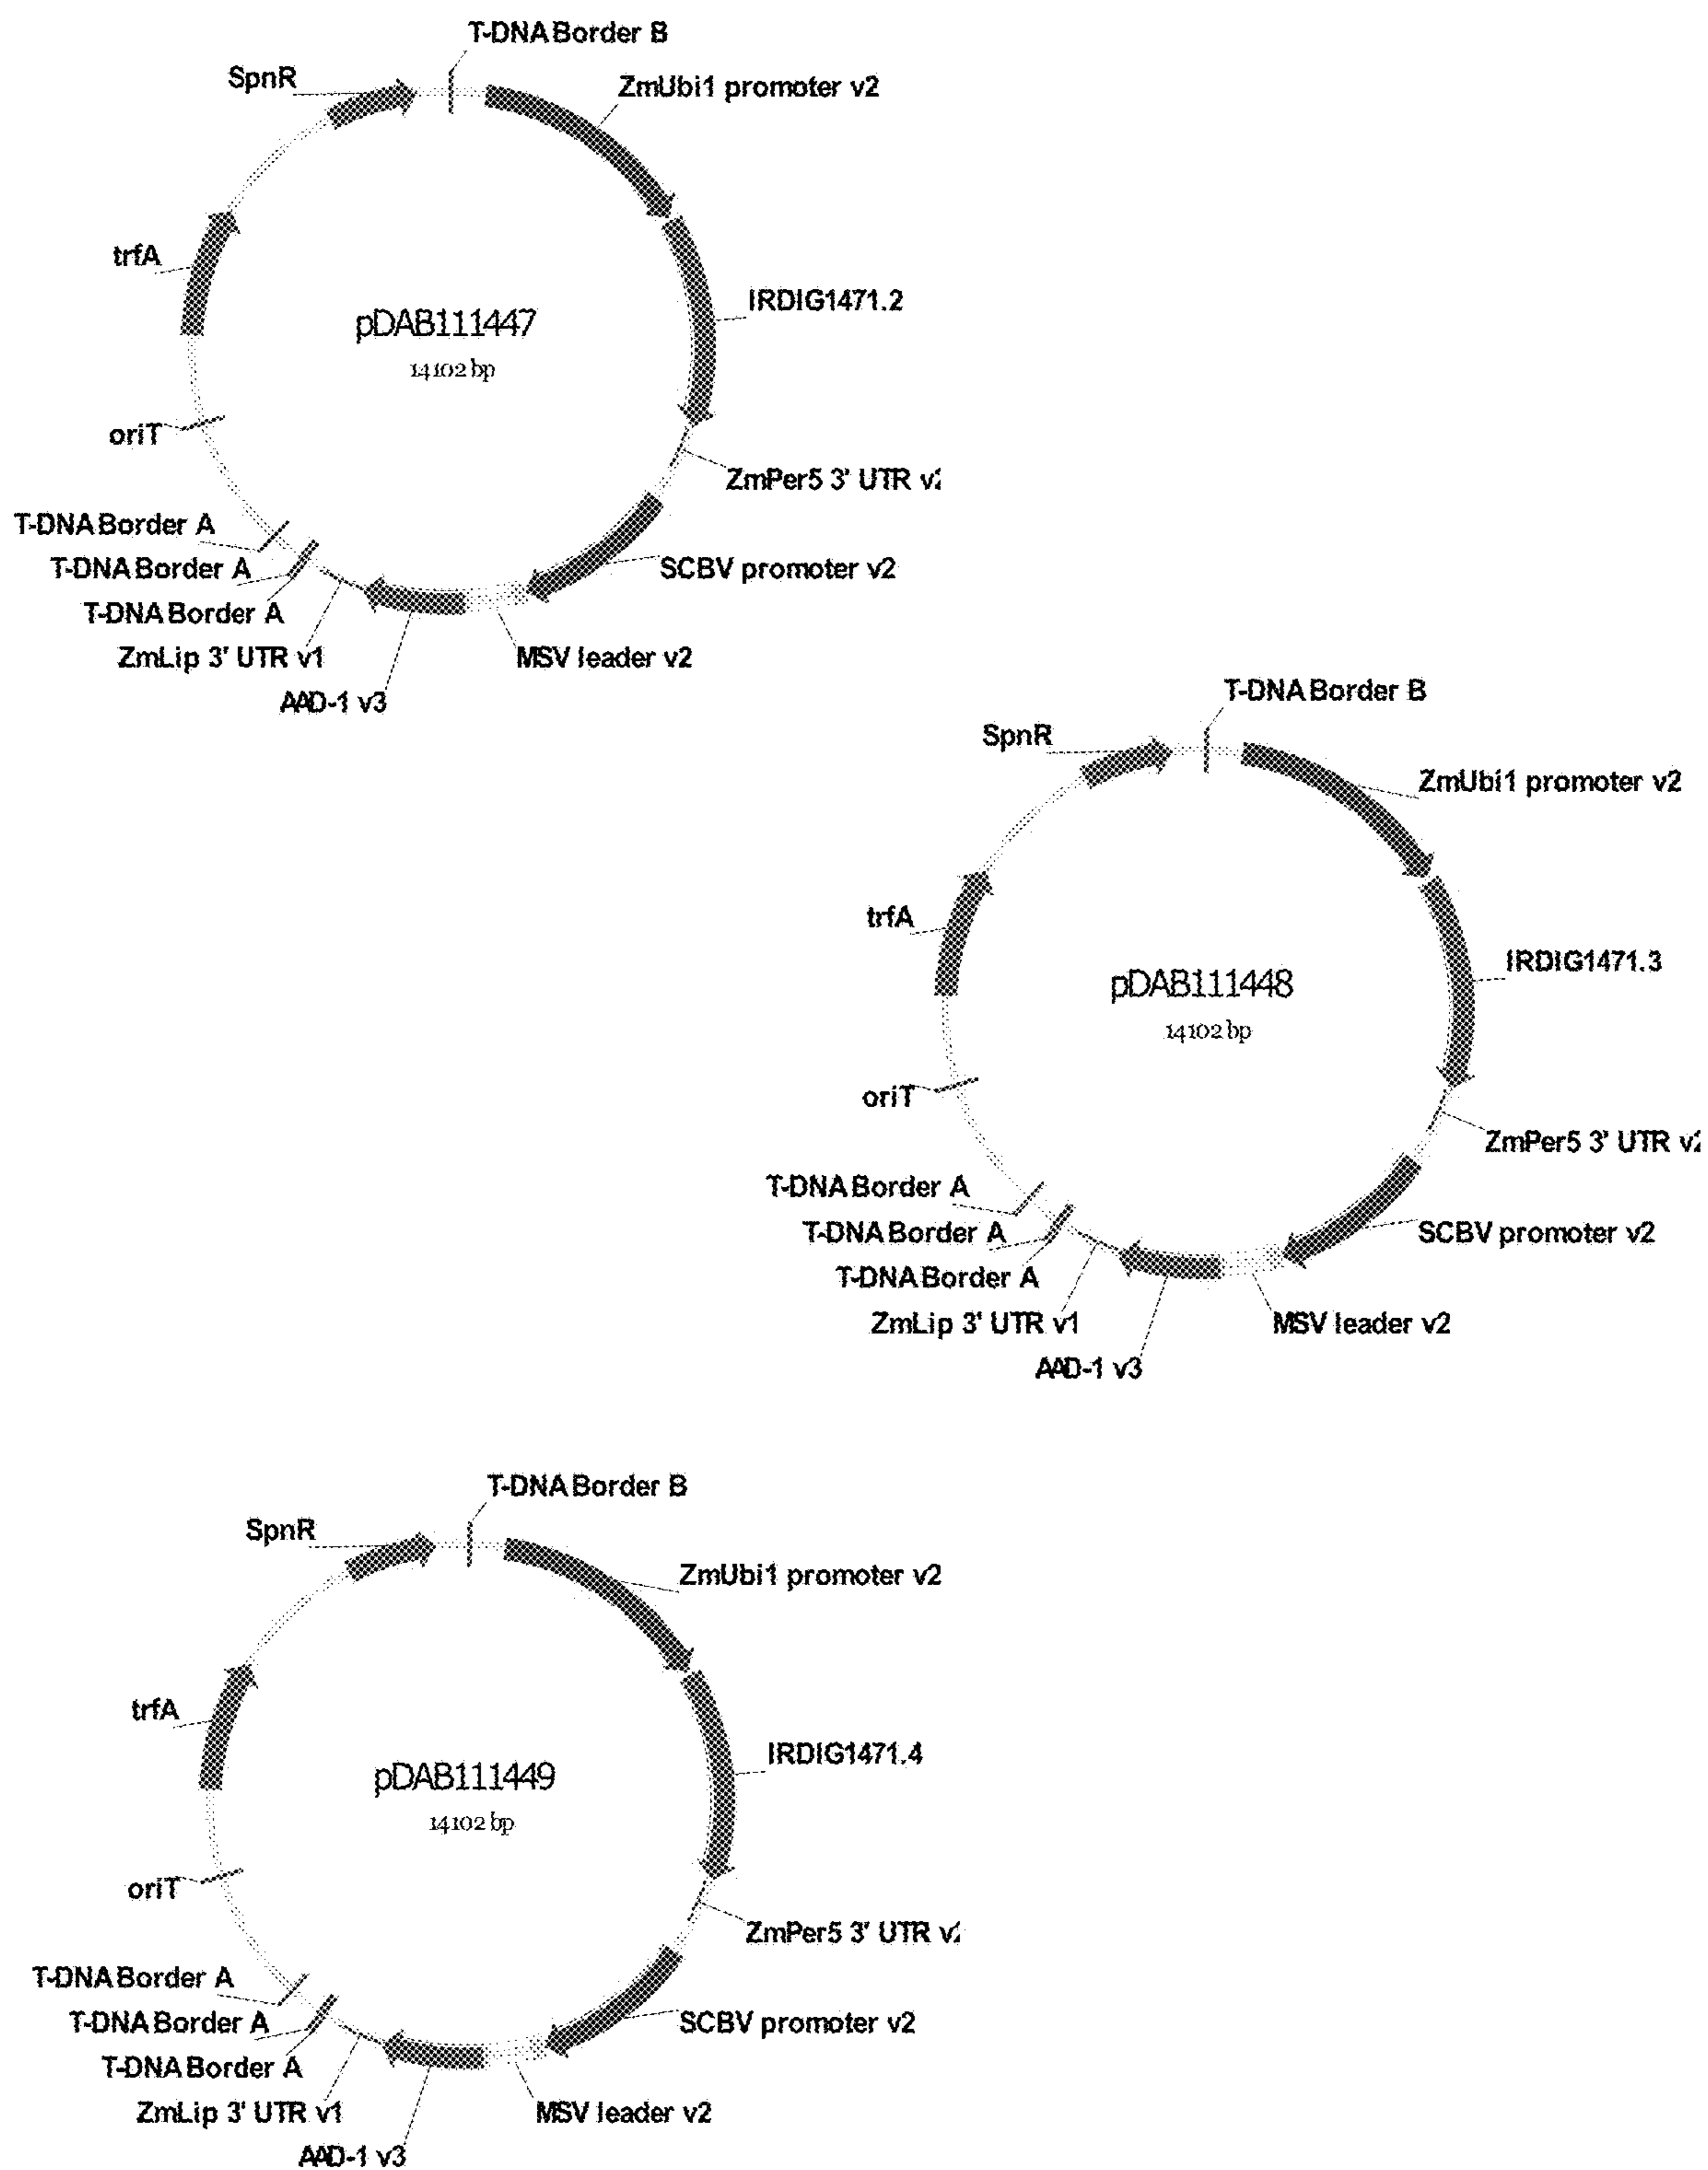 T-DNA Border B
SpnR
ZmUbi1 promoter v2
trfA
IRDIG1471.2
pDAB111447
14102 bp
oriT
ZmPer5 3' UTR v2
T-DNA Border A
T-DNA Border A
SCBV promoter v2
T-DNA Border A
ZmLip 3' UTR v1
MSV leader v2
AAD-1 v3
T-DNA Border B
SpnR
ZmUbi1 promoter v2
trfA
IRDIG1471.3
pDAB111448
14102 bp
oriT
ZmPer5 3' UTR v2
T-DNA Border A
T-DNA Border A
SCBV promoter v2
T-DNA Border A
ZmLip 3' UTR v1
MSV leader v2
AAD-1 v3
T-DNA Border B
SpnR
ZmUbi1 promoter v2
trfA
IRDIG1471.4
pDAB111449
14102 bp
oriT
ZmPer5 3' UTR v2
T-DNA Border A
T-DNA Border A
SCBV promoter v2
T-DNA Border A
ZmLip 3' UTR v1
MSV leader v2
AAD-1 v3